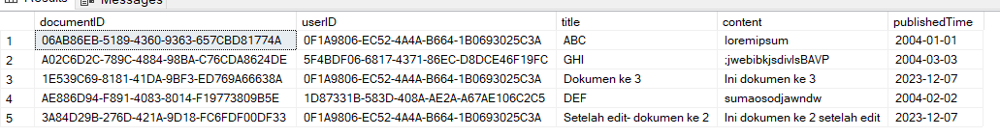 Results Messages
documentID userID title content publishedTime
1 06AB86EB-5189-4360-9363-657CBD81774A 0F1A9806-EC52-4A4A-B664-1B0693025C3A ABC loremipsum 2004-01-01
2 A02C6D2C-789C-4884-98BA-C76CDA8624DE 5F4BDF06-6817-4371-86EC-D8DCE46F19FC GHI ;jwebibkjsdivlsBAVP 2004-03-03
3 1E539C69-8181-41DA-9BF3-ED769A66638A 0F1A9806-EC52-4A4A-B664-1B0693025C3A Dokumen ke 3 Ini dokumen ke 3 2023-12-07
4 AE886D94-F891-4083-8014-F19773809B5E 1D87331B-583D-408A-AE2A-A67AE106C2C5 DEF sumaosodjawndw 2004-02-02
5 3A84D29B-276D-421A-9D18-FC6FDF00DF33 0F1A9806-EC52-4A4A-B664-1B0693025C3A Setelah edit- dokumen ke 2 Ini dokumen ke 2 setelah edit 2023-12-07